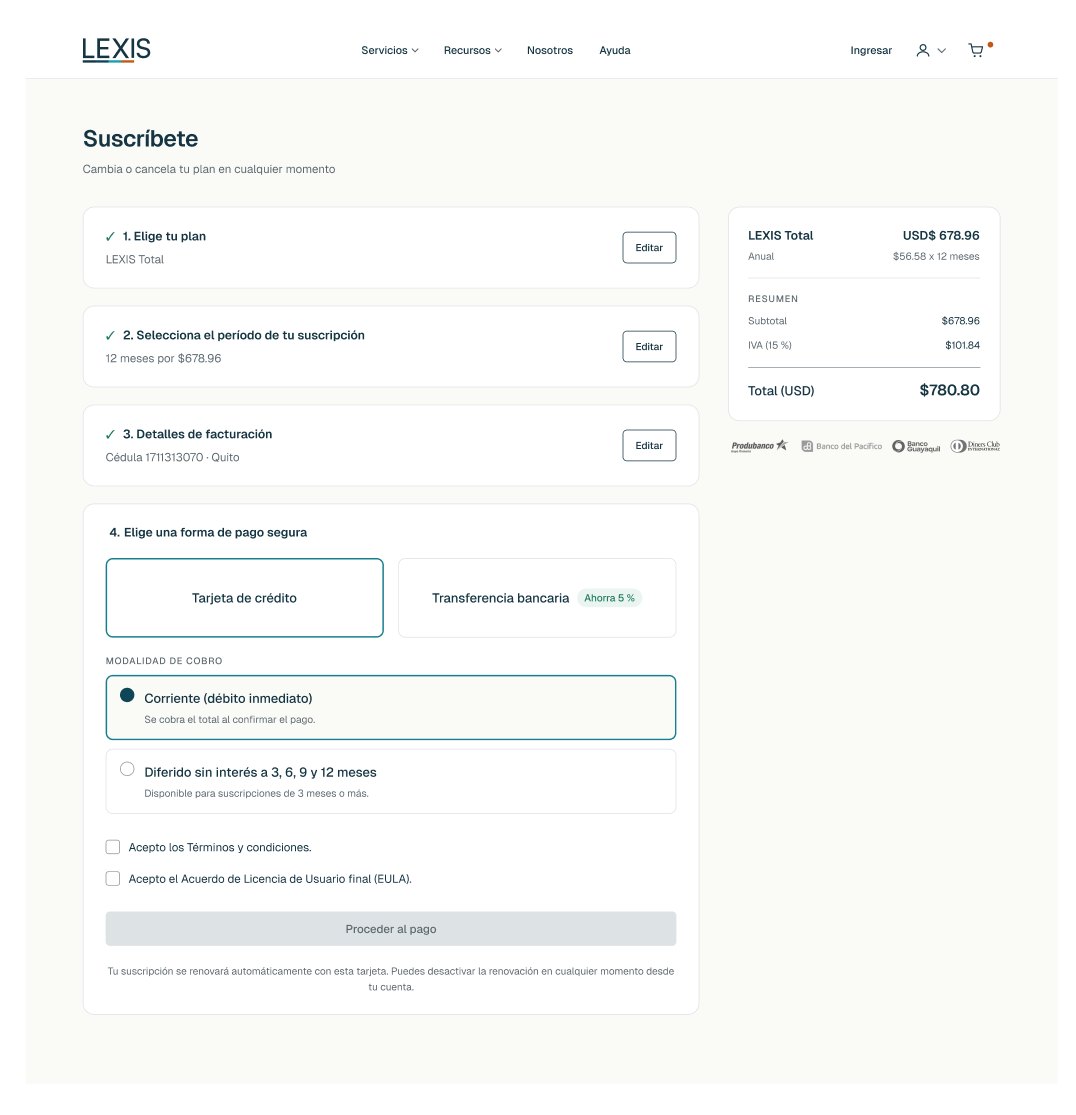 LEXIS
Servicios
Recursos
Nosotros
Ayuda
Ingresar
Suscríbete
Cambia o cancela tu plan en cualquier momento
✓ 1. Elige tu plan
LEXIS Total
Editar
✓ 2. Selecciona el período de tu suscripción
12 meses por $678.96
Editar
✓ 3. Detalles de facturación
Cédula 1711313070 · Quito
Editar
4. Elige una forma de pago segura
Tarjeta de crédito
Transferencia bancaria
Ahorra 5 %
MODALIDAD DE COBRO
Corriente (débito inmediato)
Se cobra el total al confirmar el pago.
Diferido sin interés a 3, 6, 9 y 12 meses
Disponible para suscripciones de 3 meses o más.
Acepto los Términos y condiciones.
Acepto el Acuerdo de Licencia de Usuario final (EULA).
Proceder al pago
Tu suscripción se renovará automáticamente con esta tarjeta. Puedes desactivar la renovación en cualquier momento desde
tu cuenta.
LEXIS Total USD$ 678.96
Anual $56.58 x 12 meses
RESUMEN
Subtotal $678.96
IVA (15 %) $101.84
Total (USD) $780.80
Produbanco
Banco del Pacífico
Banco
Guayaquil
Diners Club
INTERNATIONAL